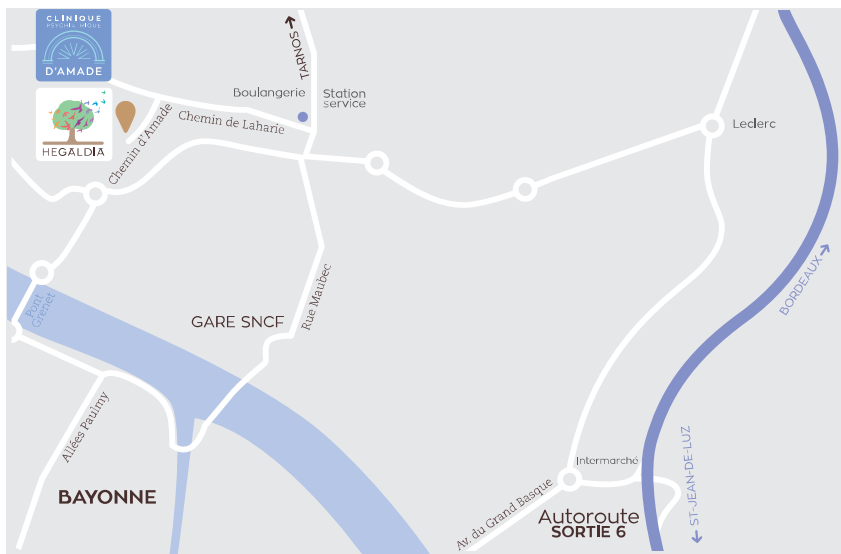 CLINIQUE
PSYCHIATRIQUE
D'AMADE
HEGALDIA
TARNOS
Boulangerie
Station
service
Chemin de Laharie
Chemin d'Amade
Leclerc
BORDEAUX
Pont
Grenet
GARE SNCF
Rue Maubec
Allées Paulmy
BAYONNE
Intermarché
Av. du Grand Basque
Autoroute
SORTIE 6
ST-JEAN-DE-LUZ